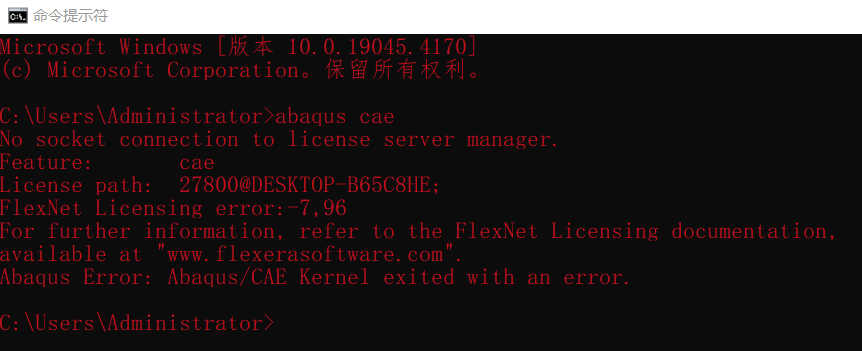 命令提示符
Microsoft Windows [版本 10.0.19045.4170]
(c) Microsoft Corporation。保留所有权利。
C:\Users\Administrator>abaqus cae
No socket connection to license server manager.
Feature:       cae
License path:  27800@DESKTOP-B65C8HE;
FlexNet Licensing error:-7,96
For further information, refer to the FlexNet Licensing documentation,
available at "www.flexerasoftware.com".
Abaqus Error: Abaqus/CAE Kernel exited with an error.
C:\Users\Administrator>